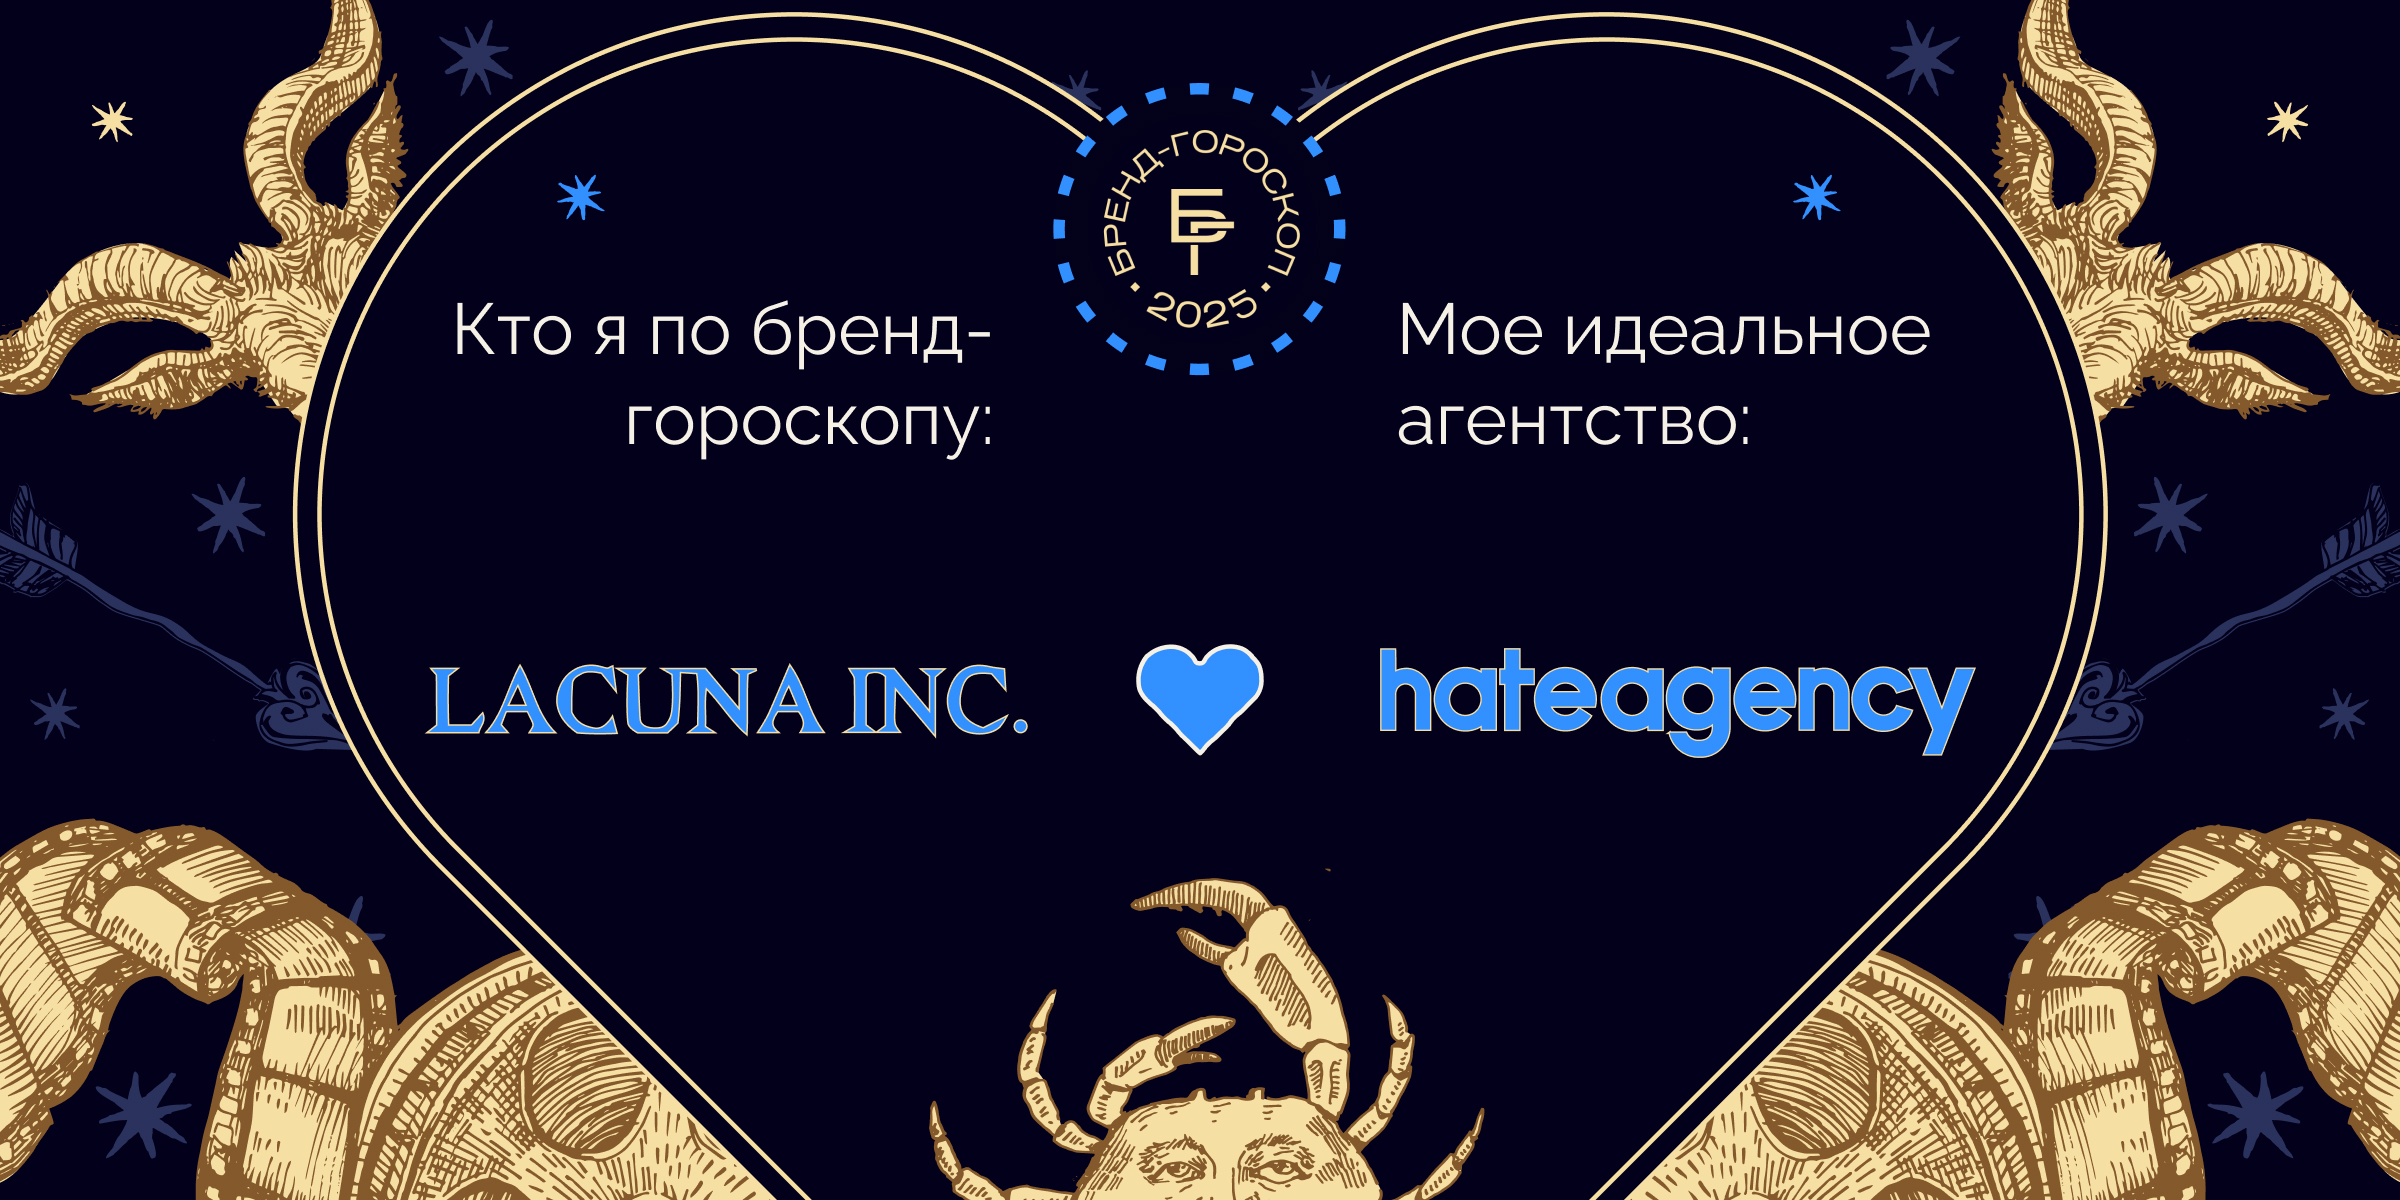 БРЕНД-ГОРОСКОП
БГ
• 2025 •
Кто я по бренд-
гороскопу:
Мое идеальное
агентство:
LACUNA INC.
hateagency